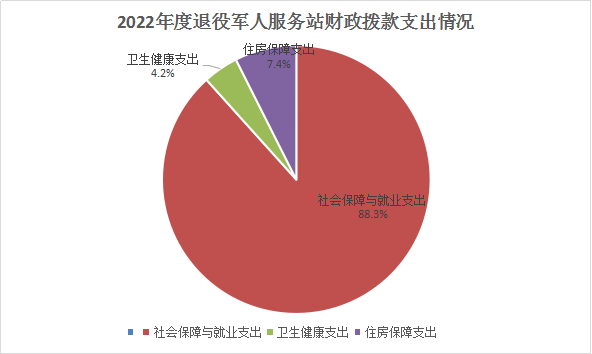 2022年度退役军人服务站财政拨款支出情况
住房保障支出
7.4%
卫生健康支出
4.2%
社会保障与就业支出
88.3%
社会保障与就业支出 卫生健康支出 住房保障支出